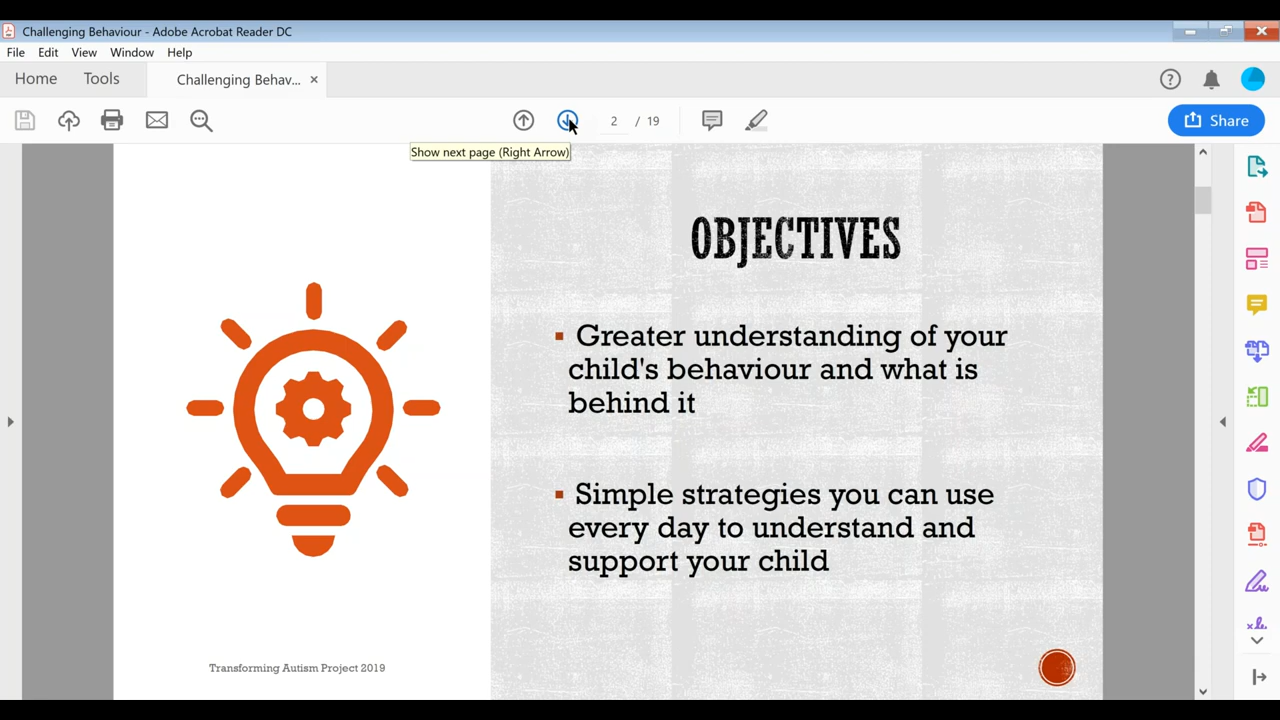 Challenging Behaviour - Adobe Acrobat Reader DC
File Edit View Window Help
Home Tools Challenging Behav... ×
2 / 19
Share
Show next page (Right Arrow)
OBJECTIVES
▪ Greater understanding of your
child's behaviour and what is
behind it
▪ Simple strategies you can use
every day to understand and
support your child
Transforming Autism Project 2019